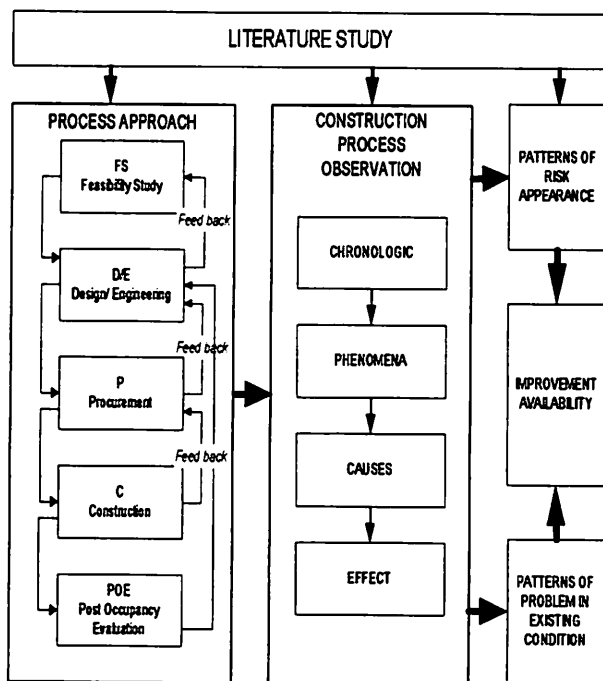 LITERATURE STUDY
PROCESS APPROACH
FS
Feasibility Study
Feed back
D/E
Design/ Engineering
Feed back
P
Procurement
Feed back
C
Construction
POE
Post Occupancy
Evaluation
CONSTRUCTION
PROCESS
OBSERVATION
CHRONOLOGIC
PHENOMENA
CAUSES
EFFECT
PATTERNS OF
RISK
APPEARANCE
IMPROVEMENT
AVAILABILITY
PATTERNS OF
PROBLEM IN
EXISTING
CONDITION